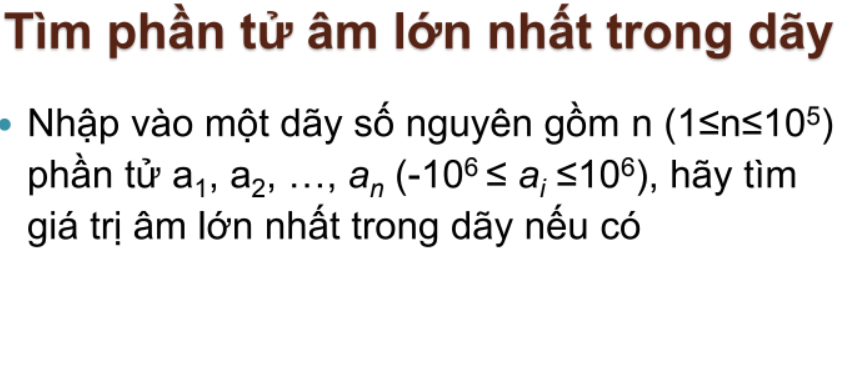 Tìm phần tử âm lớn nhất trong dãy
• Nhập vào một dãy số nguyên gồm n (1≤n≤10⁵)
phần tử a₁, a₂, …, aₙ (-10⁶ ≤ aᵢ ≤10⁶), hãy tìm
giá trị âm lớn nhất trong dãy nếu có